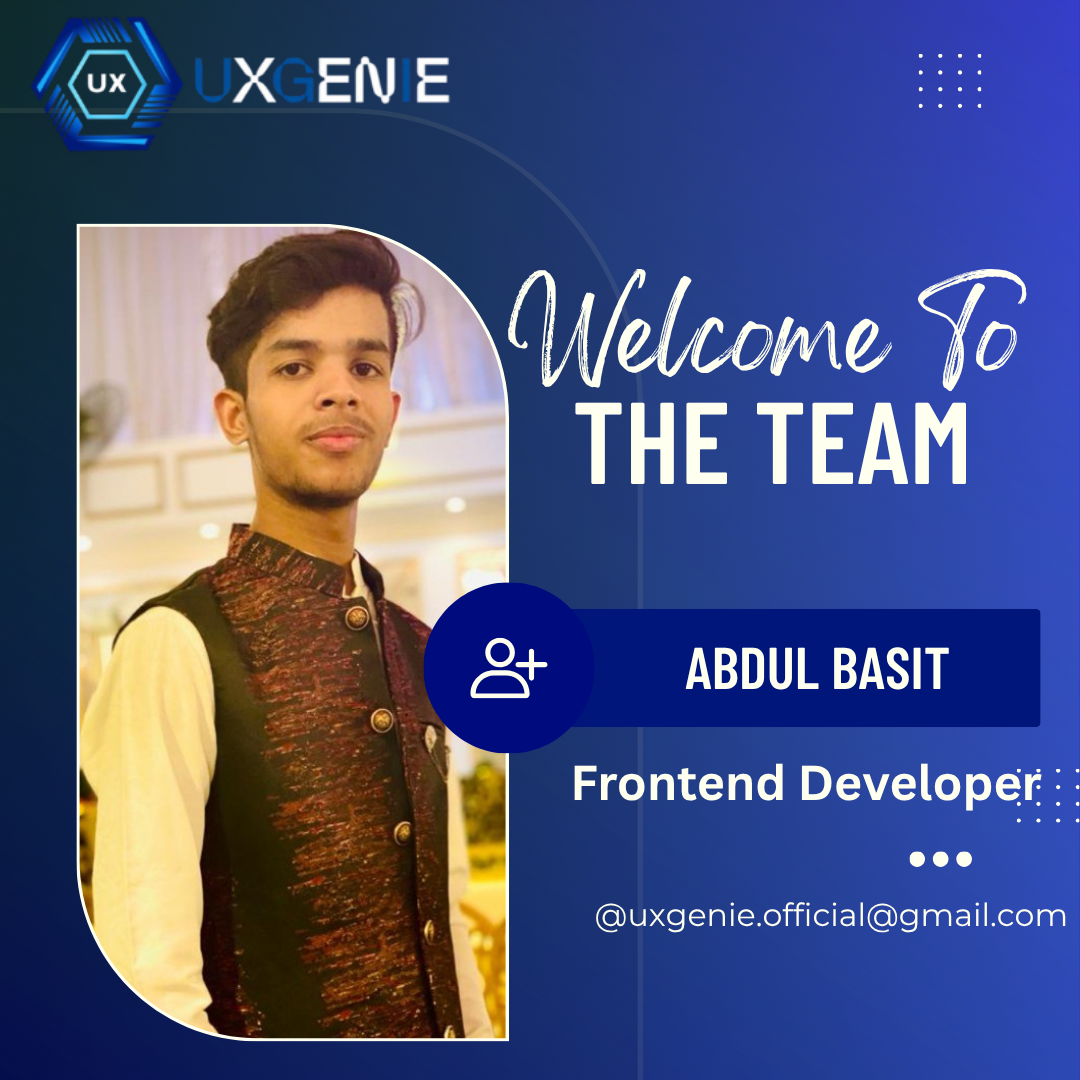 UX
UXGENIE
Welcome To
THE TEAM
ABDUL BASIT
Frontend Developer
@uxgenie.official@gmail.com